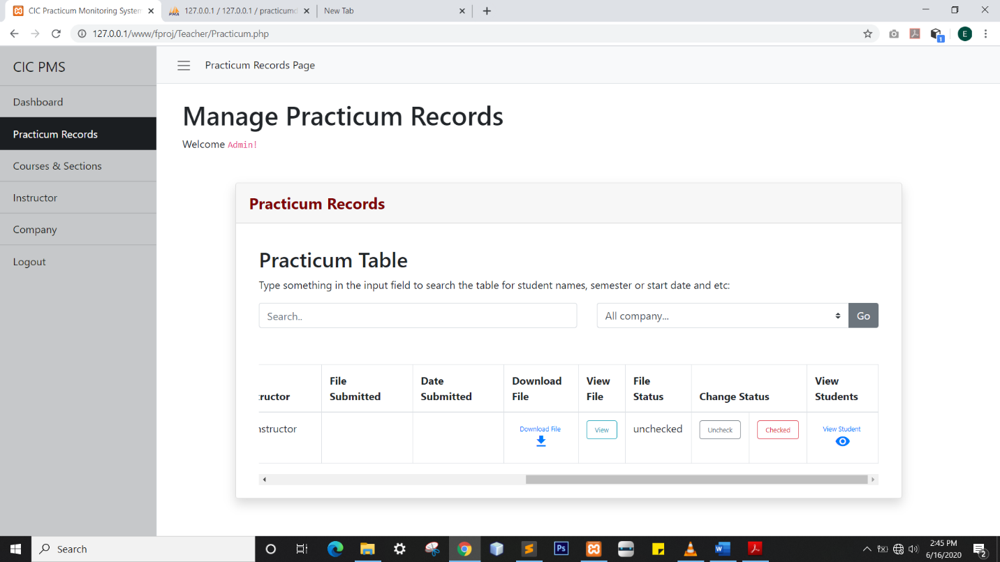 CIC Practicum Monitoring System
127.0.0.1 / 127.0.0.1 / practicumd
New Tab
127.0.0.1/www/fproj/Teacher/Practicum.php
E
1
CIC PMS
Practicum Records Page
Dashboard
Practicum Records
Courses & Sections
Instructor
Company
Logout
Manage Practicum Records
Welcome Admin!
Practicum Records
Practicum Table
Type something in the input field to search the table for student names, semester or start date and etc:
Search..
All company...
Go
ructor
File Submitted
Date Submitted
Download File
View File
File Status
Change Status
View Students
nstructor
Download File
View
unchecked
Uncheck
Checked
View Student
Search
Ps
W
2:45 PM
6/16/2020
2